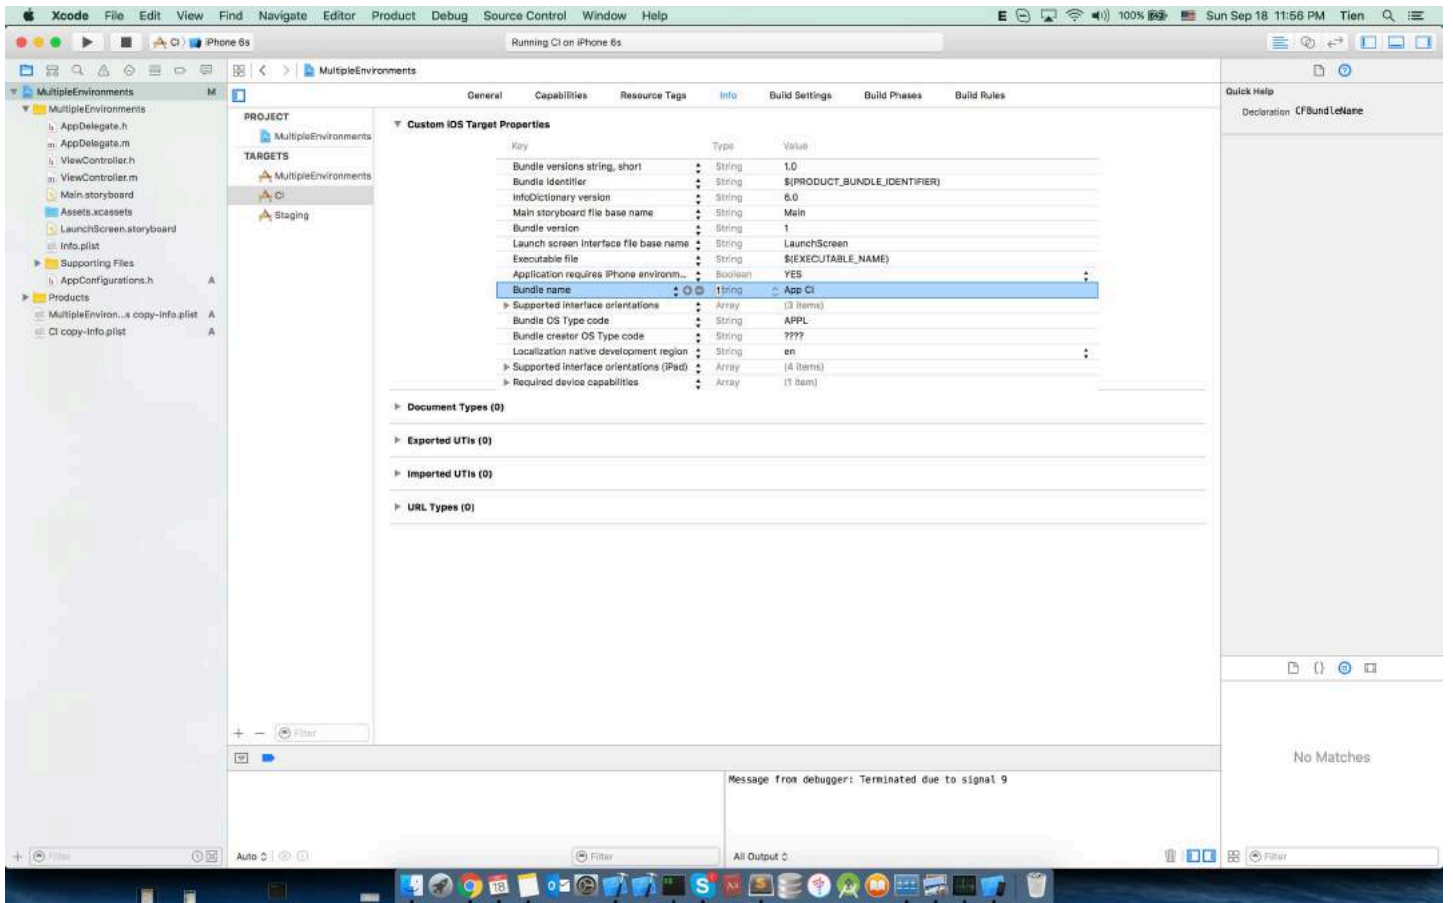 Xcode File Edit View Find Navigate Editor Product Debug Source Control Window Help
E 100% Sun Sep 18 11:56 PM Tien
CI iPhone 6s
Running CI on iPhone 6s
MultipleEnvironments
MultipleEnvironments M
MultipleEnvironments
h AppDelegate.h
m AppDelegate.m
h ViewController.h
m ViewController.m
Main.storyboard
Assets.xcassets
LaunchScreen.storyboard
Info.plist
Supporting Files
h AppConfigurations.h A
Products
MultipleEnviron...s copy-Info.plist A
CI copy-Info.plist A
Filter
PROJECT
MultipleEnvironments
TARGETS
MultipleEnvironments
CI
Staging
Filter
General Capabilities Resource Tags Info Build Settings Build Phases Build Rules
Custom iOS Target Properties
Key Type Value
Bundle versions string, short String 1.0
Bundle identifier String $(PRODUCT_BUNDLE_IDENTIFIER)
InfoDictionary version String 6.0
Main storyboard file base name String Main
Bundle version String 1
Launch screen interface file base name String LaunchScreen
Executable file String $(EXECUTABLE_NAME)
Application requires iPhone environm... Boolean YES
Bundle name String App CI
Supported interface orientations Array (3 items)
Bundle OS Type code String APPL
Bundle creator OS Type code String ????
Localization native development region String en
Supported interface orientations (iPad) Array (4 items)
Required device capabilities Array (1 item)
Document Types (0)
Exported UTIs (0)
Imported UTIs (0)
URL Types (0)
Quick Help
Declaration CFBundleName
No Matches
Filter
Message from debugger: Terminated due to signal 9
Auto
Filter
All Output
18